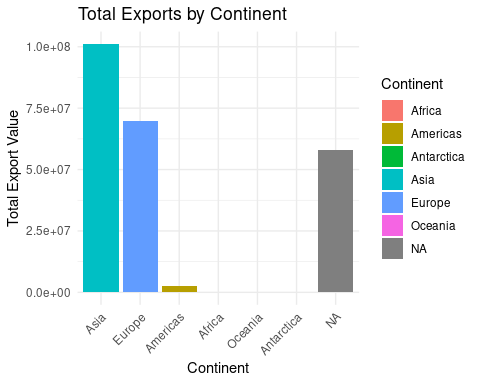 Total Exports by Continent
Total Export Value
1.0e+08
7.5e+07
5.0e+07
2.5e+07
0.0e+00
Asia
Europe
Americas
Africa
Oceania
Antarctica
NA
Continent
Continent
Africa
Americas
Antarctica
Asia
Europe
Oceania
NA